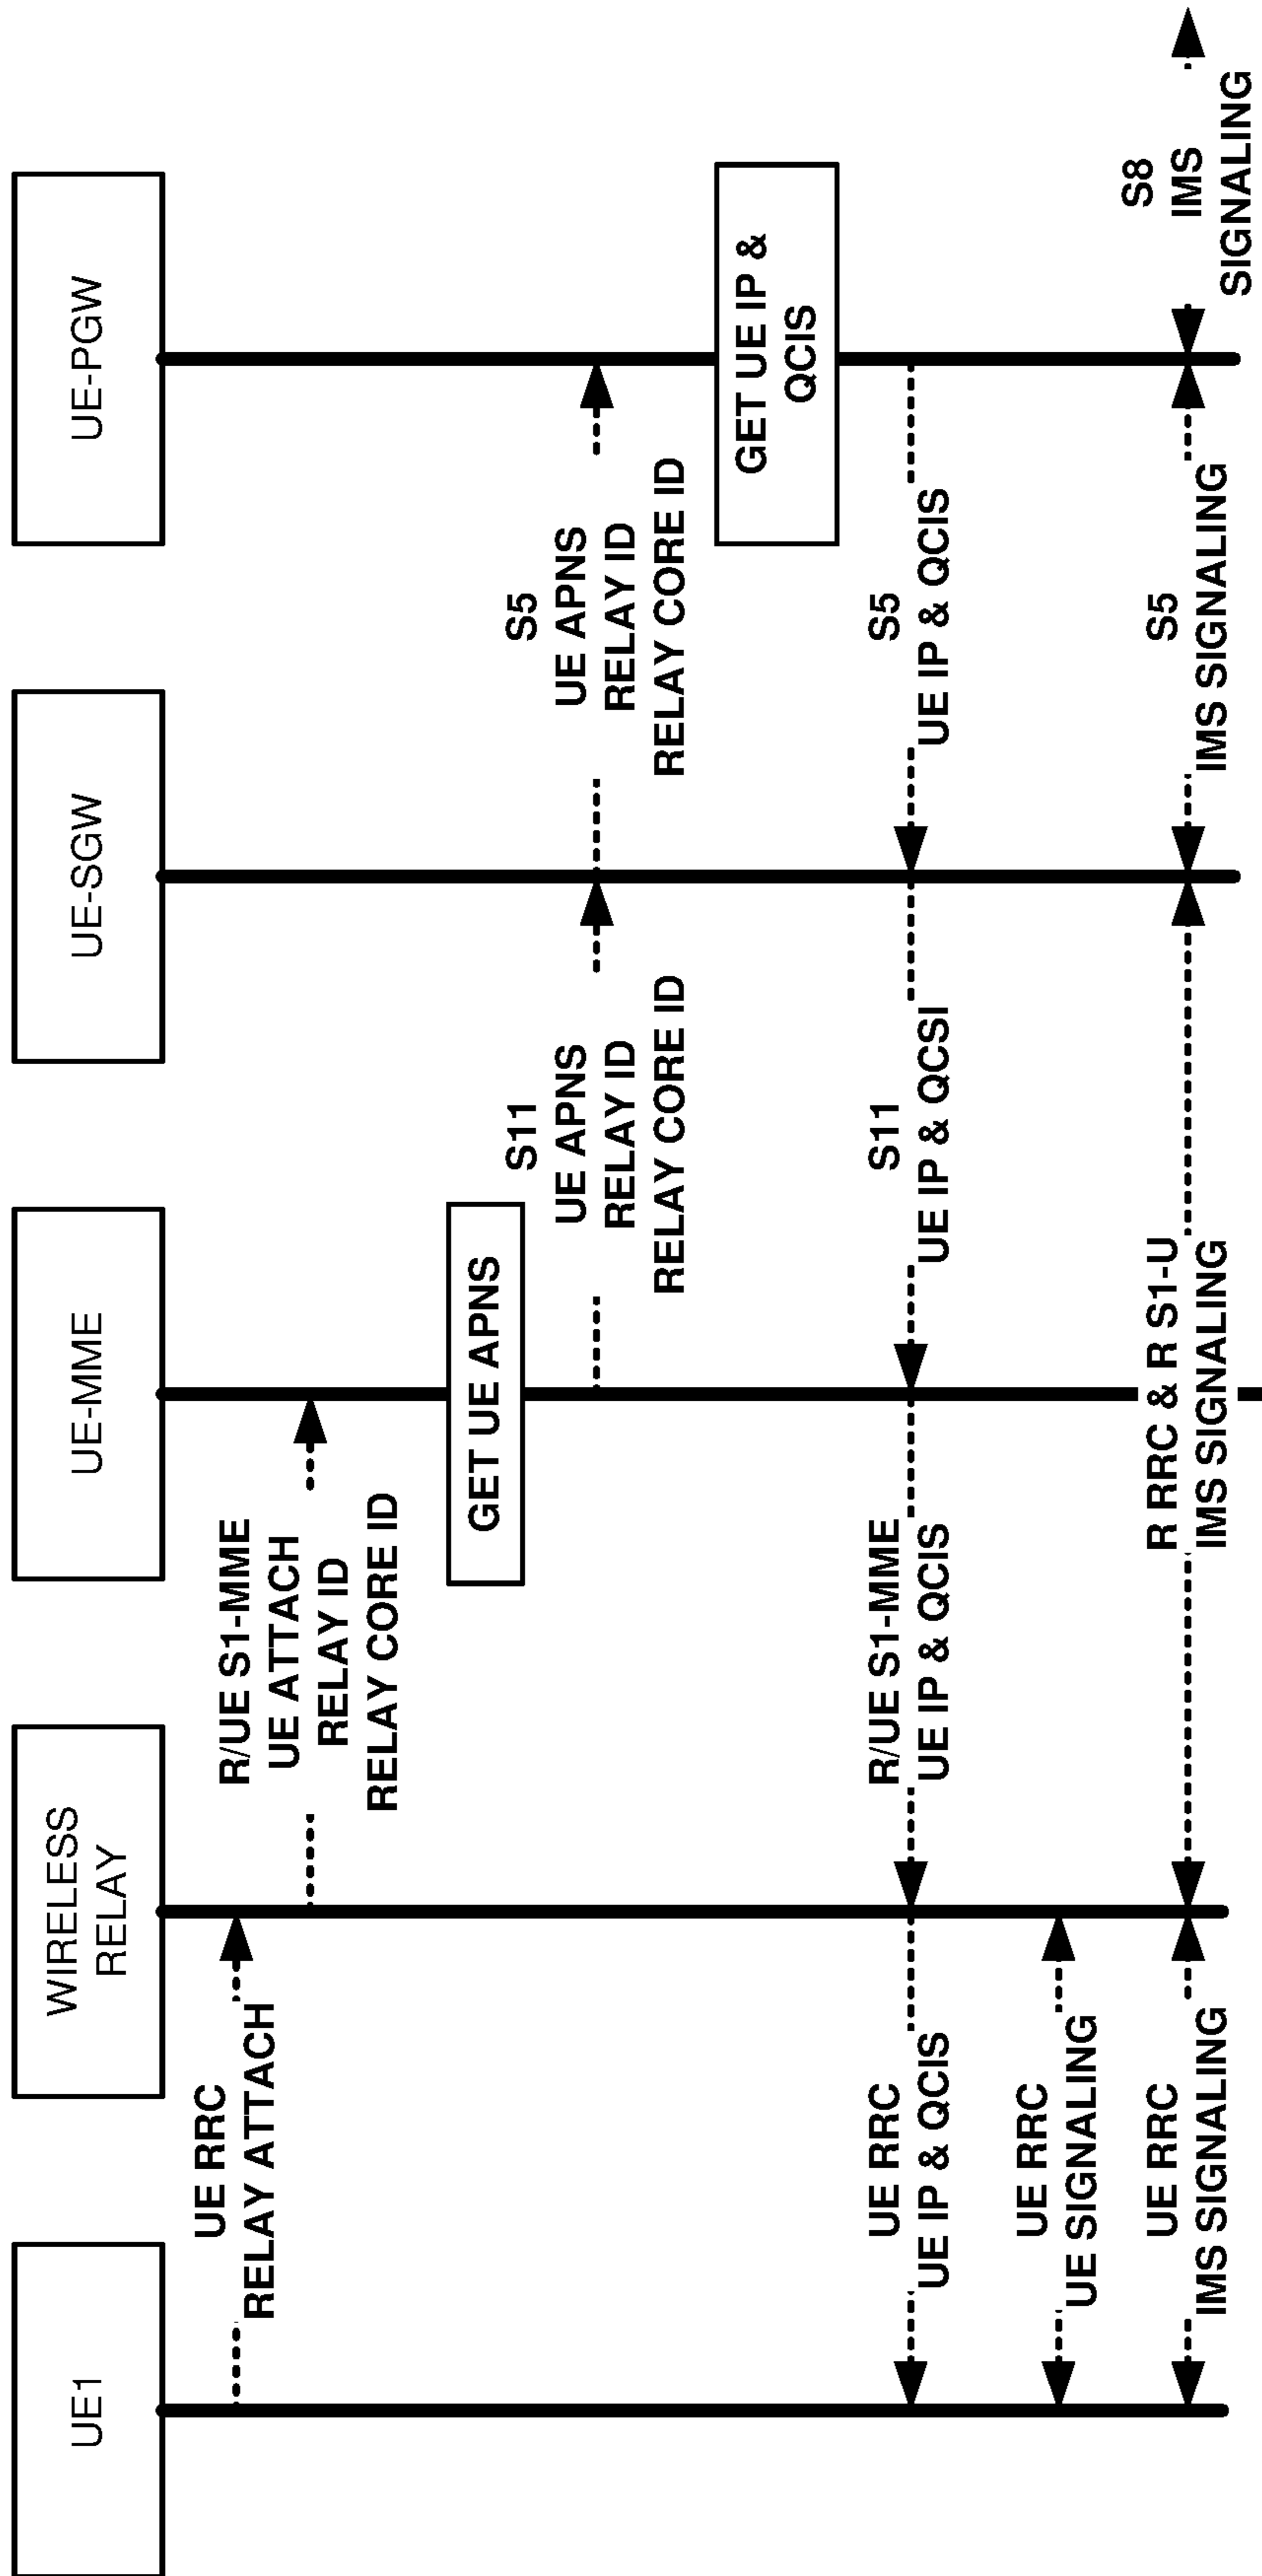 UE1
WIRELESS
RELAY
UE-MME
UE-SGW
UE-PGW
UE RRC
RELAY ATTACH
R/UE S1-MME
UE ATTACH
RELAY ID
RELAY CORE ID
GET UE APNS
S11
UE APNS
RELAY ID
RELAY CORE ID
S5
UE APNS
RELAY ID
RELAY CORE ID
GET UE IP &
QCIS
UE RRC
UE IP & QCIS
R/UE S1-MME
UE IP & QCIS
S11
UE IP & QCSI
S5
UE IP & QCIS
UE RRC
UE SIGNALING
UE RRC
IMS SIGNALING
R RRC & R S1-U
IMS SIGNALING
S5
IMS SIGNALING
S8
IMS
SIGNALING